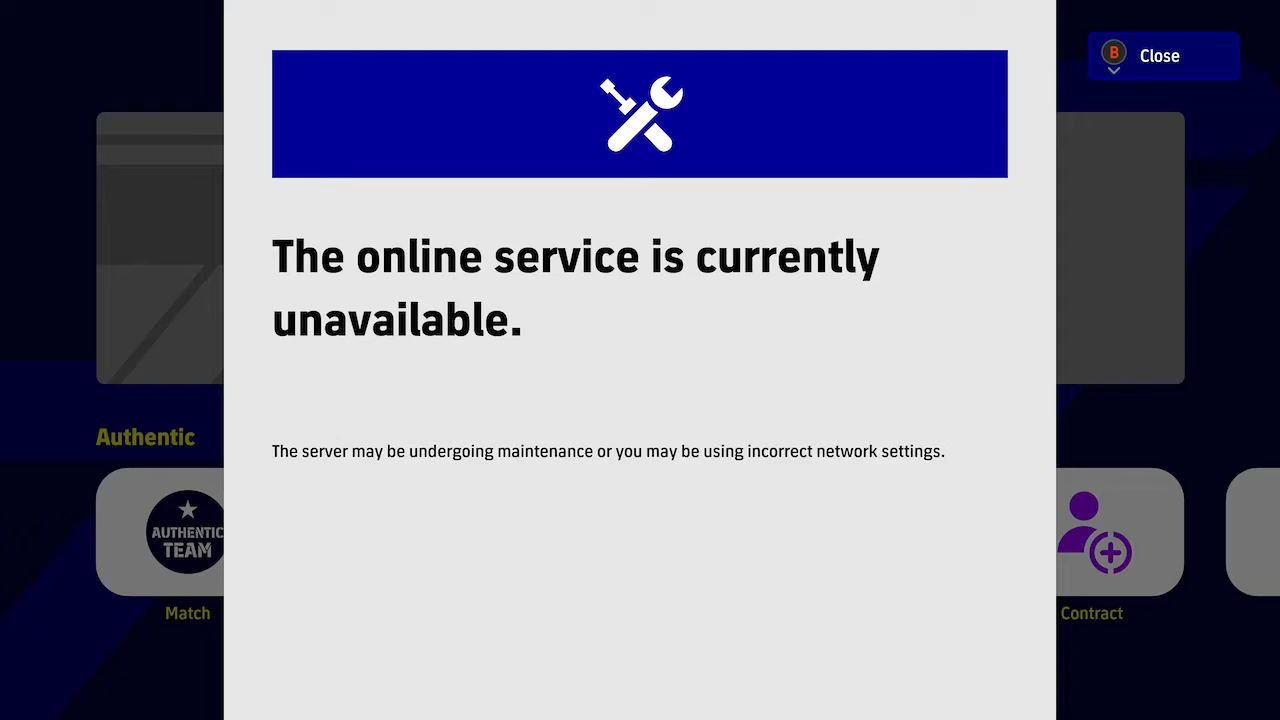 B Close
The online service is currently
unavailable.
The server may be undergoing maintenance or you may be using incorrect network settings.
Authentic
AUTHENTIC
TEAM
Match
Contract